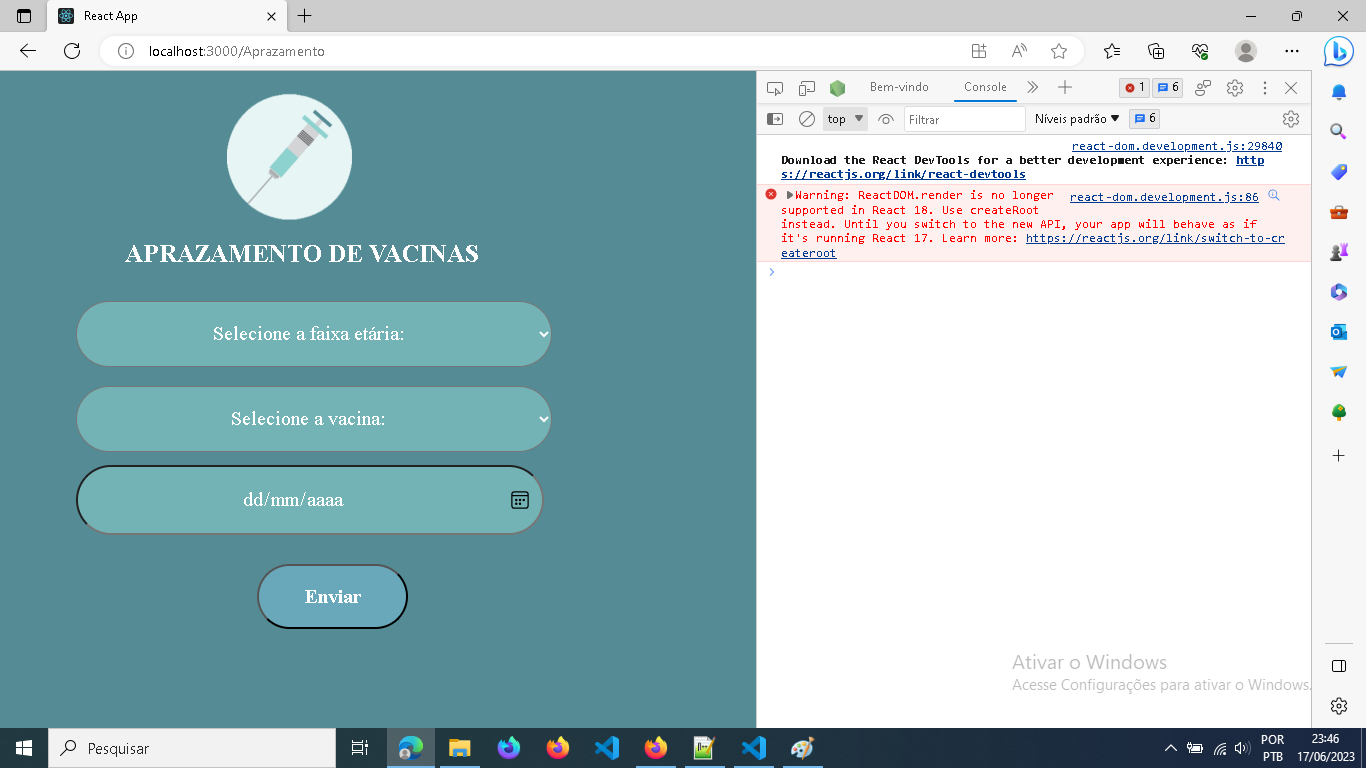 React App
localhost:3000/Aprazamento
Bem-vindo
Console
1
6
top
Filtrar
Níveis padrão
6
react-dom.development.js:29840
Download the React DevTools for a better development experience: http
s://reactjs.org/link/react-devtools
Warning: ReactDOM.render is no longer
react-dom.development.js:86
supported in React 18. Use createRoot
instead. Until you switch to the new API, your app will behave as if
it's running React 17. Learn more: https://reactjs.org/link/switch-to-cr
eateroot
APRAZAMENTO DE VACINAS
Selecione a faixa etária:
Selecione a vacina:
dd/mm/aaaa
Enviar
Ativar o Windows
Acesse Configurações para ativar o Windows.
Pesquisar
POR
PTB
23:46
17/06/2023